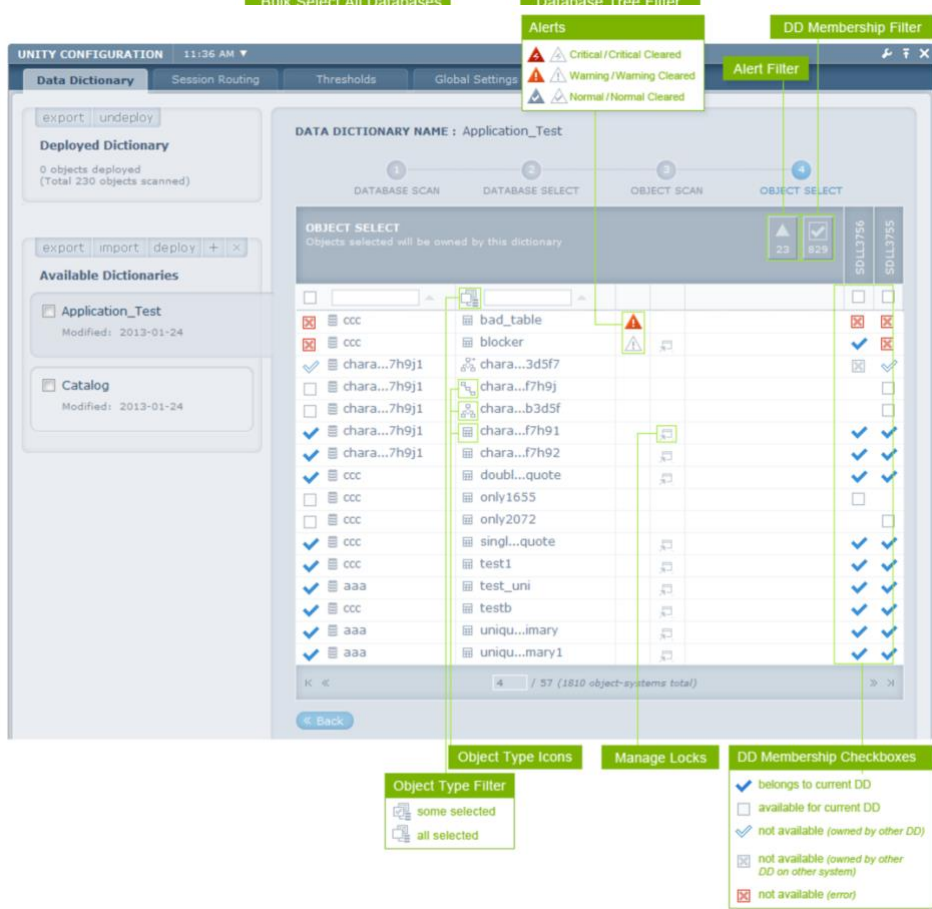 Bulk Select All Databases
Database Tree Filter
Alerts
DD Membership Filter
Critical / Critical Cleared
Warning / Warning Cleared
Normal / Normal Cleared
Alert Filter
UNITY CONFIGURATION 11:36 AM ▼
Data Dictionary Session Routing Thresholds Global Settings
export undeploy
Deployed Dictionary
0 objects deployed
(Total 230 objects scanned)
export import deploy + ×
Available Dictionaries
Application_Test
Modified: 2013-01-24
Catalog
Modified: 2013-01-24
DATA DICTIONARY NAME : Application_Test
1 2 3 4
DATABASE SCAN DATABASE SELECT OBJECT SCAN OBJECT SELECT
OBJECT SELECT
Objects selected will be owned by this dictionary
23 829
SDLL3756
SDLL3755
ccc bad_table
ccc blocker
chara...7h9j1 chara...3d5f7
chara...7h9j1 chara...f7h9j
chara...7h9j1 chara...b3d5f
chara...7h9j1 chara...f7h91
chara...7h9j1 chara...f7h92
ccc doubl...quote
ccc only1655
ccc only2072
ccc singl...quote
ccc test1
aaa test_uni
ccc testb
aaa uniqu...imary
aaa uniqu...mary1
4 / 57 (1810 object-systems total)
« Back
Object Type Icons
Manage Locks
DD Membership Checkboxes
Object Type Filter
some selected
all selected
belongs to current DD
available for current DD
not available (owned by other DD)
not available (owned by other
DD on other system)
not available (error)